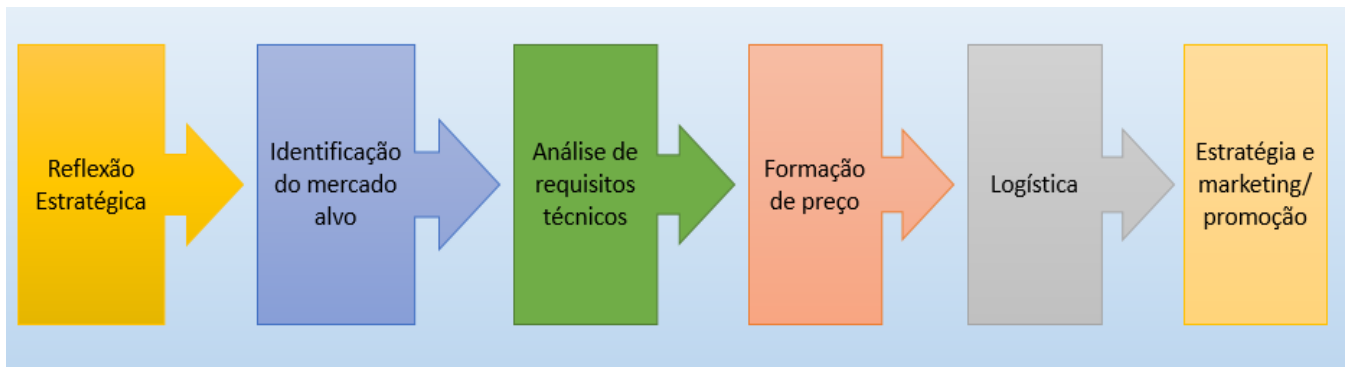 Reflexão
Estratégica
Identificação
do mercado
alvo
Análise de
requisitos
técnicos
Formação
de preço
Logística
Estratégia e
marketing/
promoção